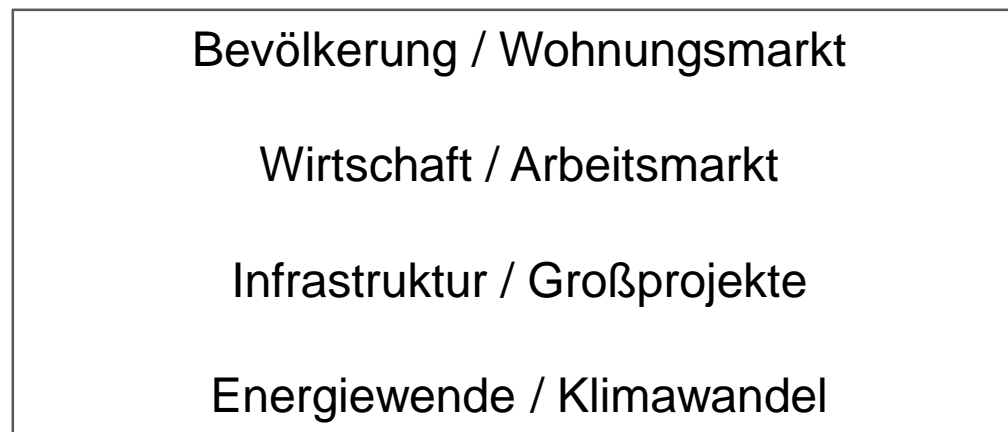 Bevölkerung / Wohnungsmarkt
Wirtschaft / Arbeitsmarkt
Infrastruktur / Großprojekte
Energiewende / Klimawandel